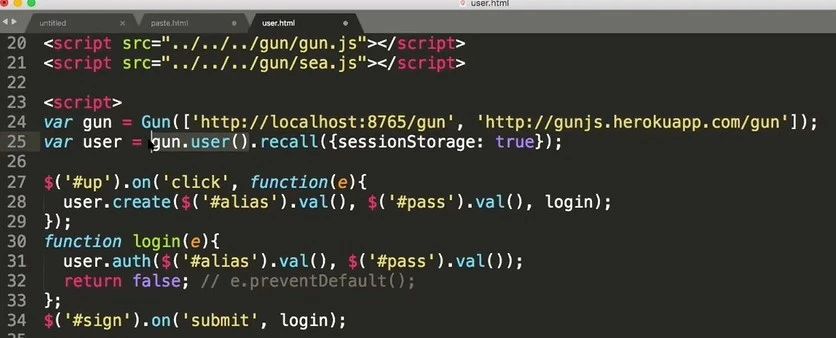 user.html
untitled
paste.html
user.html
20 <script src="../../../gun/gun.js"></script>
21 <script src="../../../gun/sea.js"></script>
22
23 <script>
24 var gun = Gun(['http://localhost:8765/gun', 'http://gunjs.herokuapp.com/gun']);
25 var user = gun.user().recall({sessionStorage: true});
26
27 $('#up').on('click', function(e){
28 user.create($('#alias').val(), $('#pass').val(), login);
29 });
30 function login(e){
31 user.auth($('#alias').val(), $('#pass').val());
32 return false; // e.preventDefault();
33 };
34 $('#sign').on('submit', login);